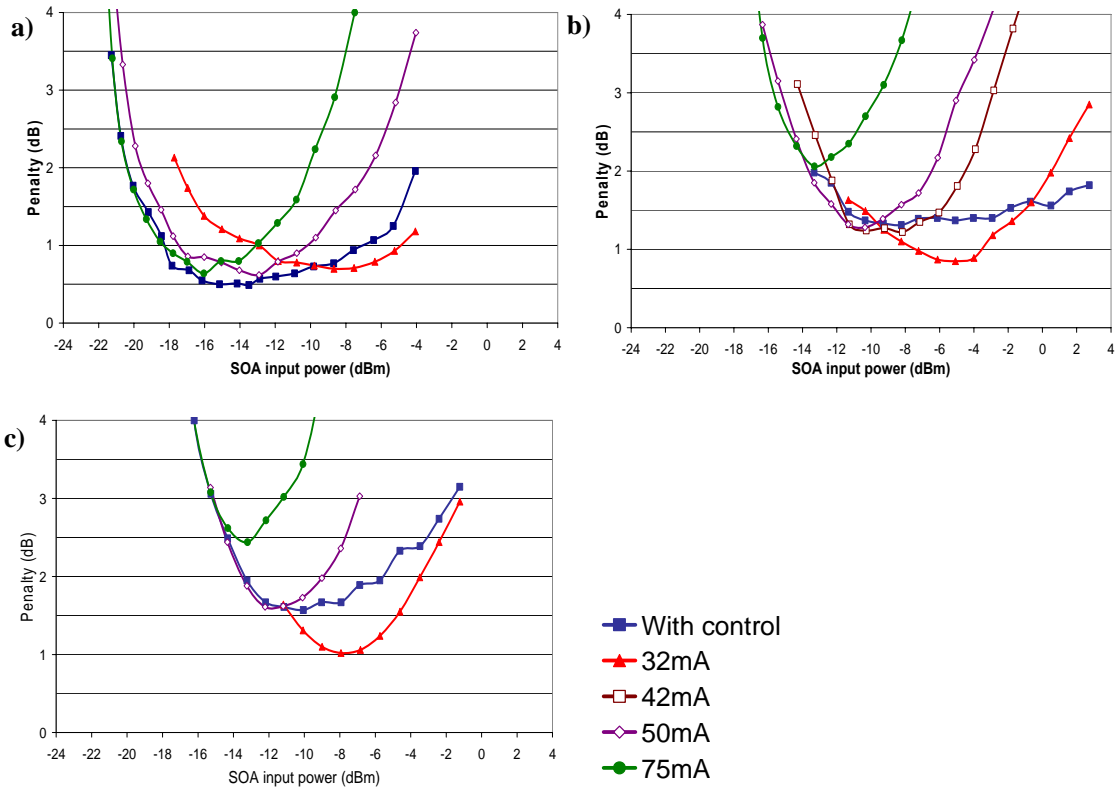 a)
Penalty (dB)
4
3
2
1
0
-24 -22 -20 -18 -16 -14 -12 -10 -8 -6 -4 -2 0 2 4
SOA input power (dBm)
b)
Penalty (dB)
4
3
2
1
0
-24 -22 -20 -18 -16 -14 -12 -10 -8 -6 -4 -2 0 2 4
SOA input power (dBm)
c)
Penalty (dB)
4
3
2
1
0
-24 -22 -20 -18 -16 -14 -12 -10 -8 -6 -4 -2 0 2 4
SOA input power (dBm)
With control
32mA
42mA
50mA
75mA